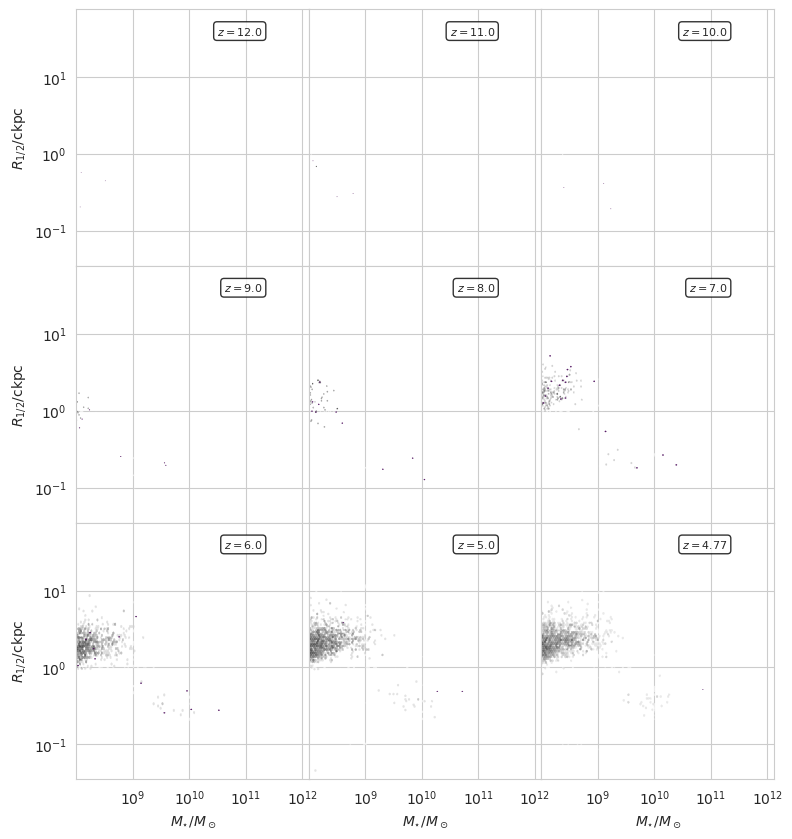 z = 12.0 z = 11.0 z = 10.0
10¹
10⁰
10⁻¹
R₁/₂/ckpc
z = 9.0 z = 8.0 z = 7.0
10¹
10⁰
10⁻¹
R₁/₂/ckpc
z = 6.0 z = 5.0 z = 4.77
10¹
10⁰
10⁻¹
R₁/₂/ckpc
10⁹ 10¹⁰ 10¹¹ 10¹² 10⁹ 10¹⁰ 10¹¹ 10¹² 10⁹ 10¹⁰ 10¹¹ 10¹²
M⋆/M⊙ M⋆/M⊙ M⋆/M⊙